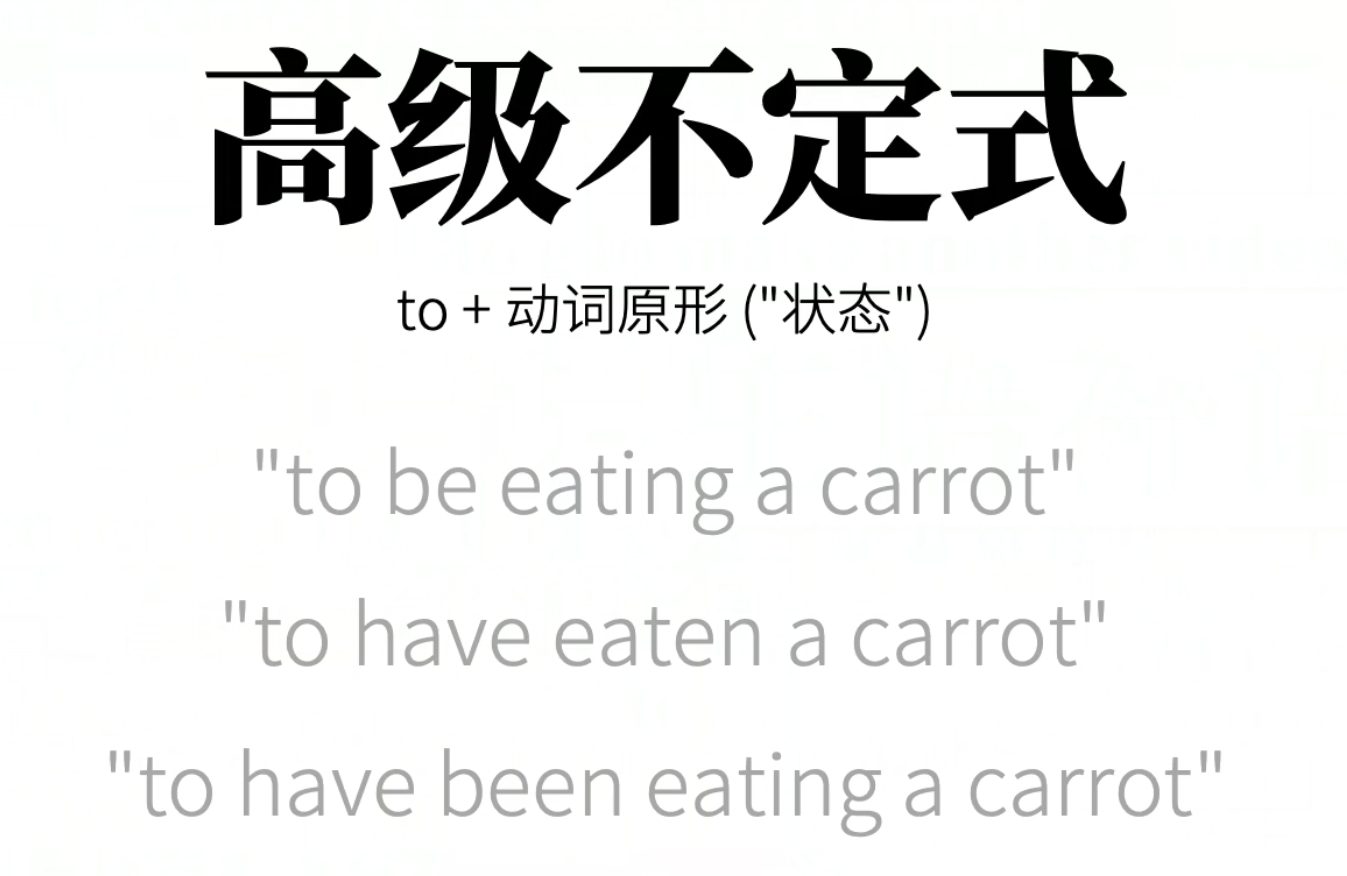 高级不定式
to + 动词原形 ("状态")
"to be eating a carrot"
"to have eaten a carrot"
"to have been eating a carrot"